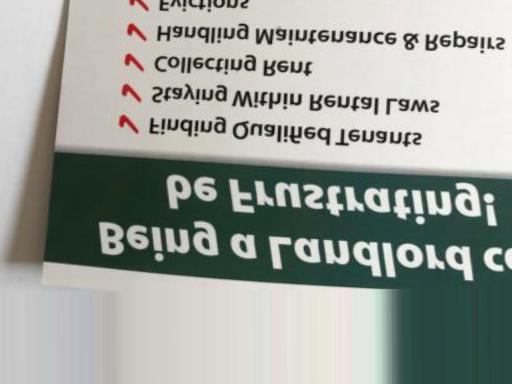 Being a Landlord c
be Frustrating!
Finding Qualified Tenants
Staying Within Rental Laws
Collecting Rent
Handling Maintenance & Repairs
Evictions